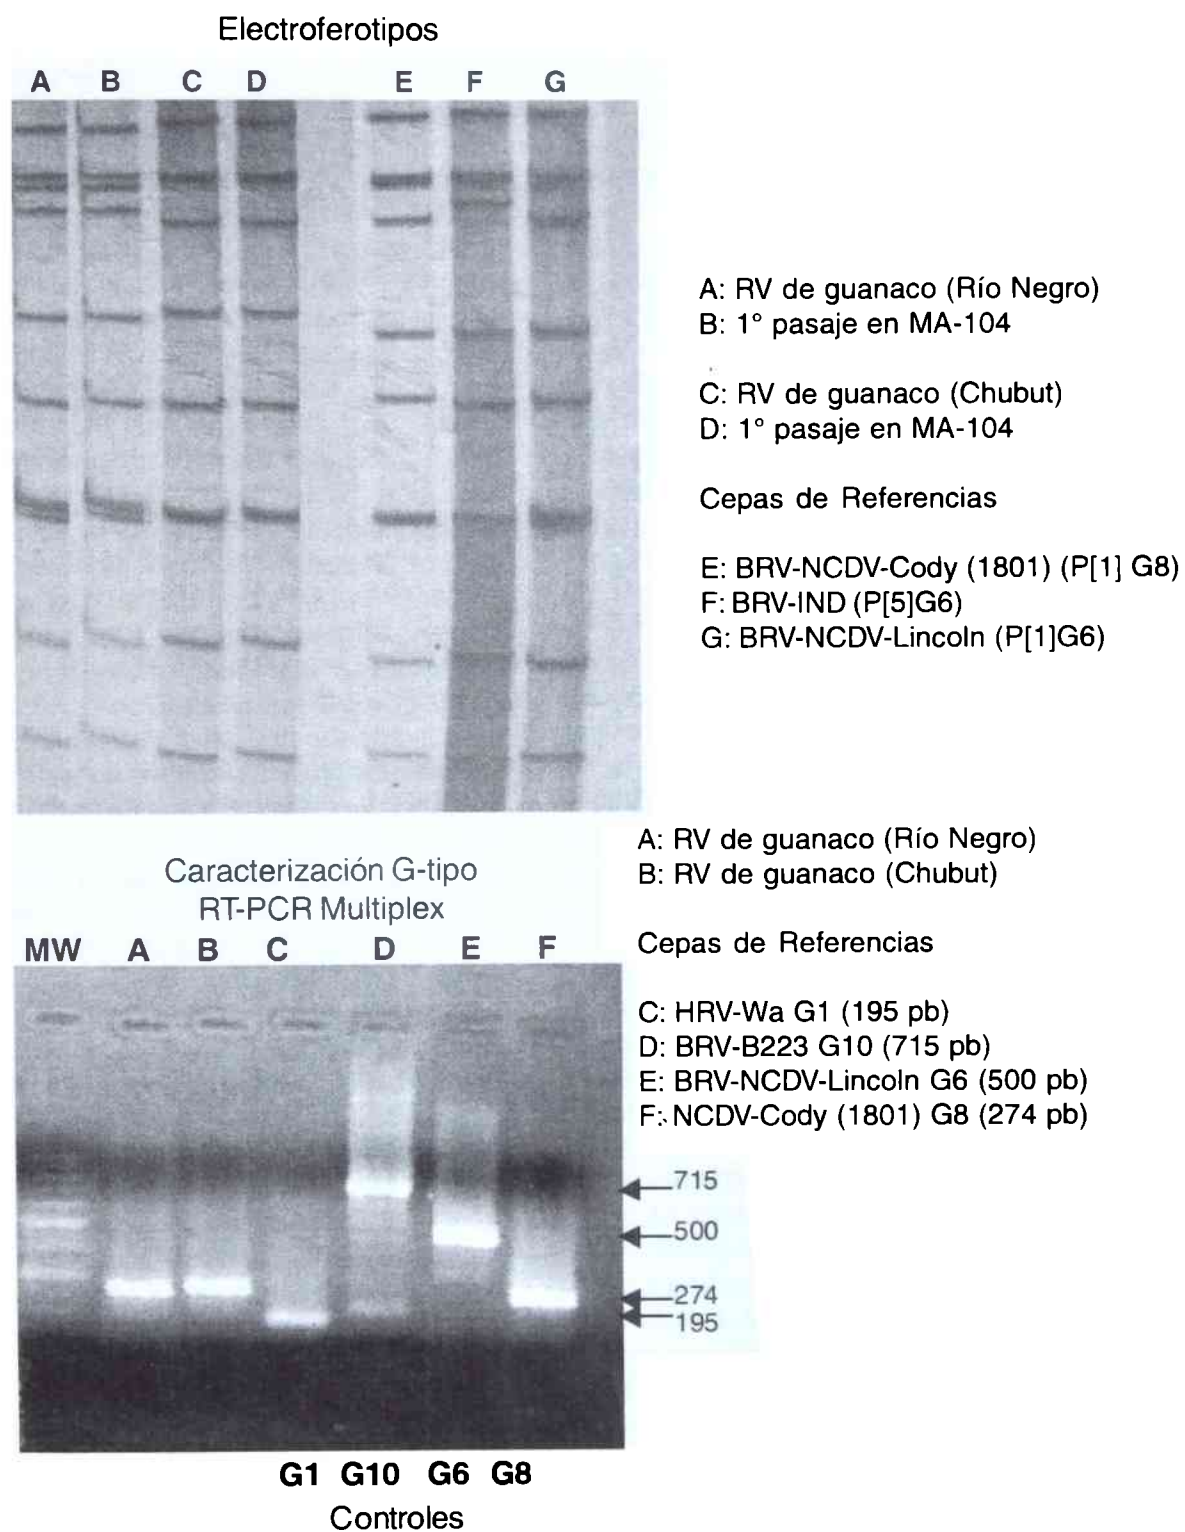 Electroferotipos
A B C D E F G
A: RV de guanaco (Río Negro)
B: 1° pasaje en MA-104
C: RV de guanaco (Chubut)
D: 1° pasaje en MA-104
Cepas de Referencias
E: BRV-NCDV-Cody (1801) (P[1] G8)
F: BRV-IND (P[5]G6)
G: BRV-NCDV-Lincoln (P[1]G6)
Caracterización G-tipo
RT-PCR Multiplex
MW A B C D E F
A: RV de guanaco (Río Negro)
B: RV de guanaco (Chubut)
Cepas de Referencias
C: HRV-Wa G1 (195 pb)
D: BRV-B223 G10 (715 pb)
E: BRV-NCDV-Lincoln G6 (500 pb)
F: NCDV-Cody (1801) G8 (274 pb)
715
500
274
195
G1 G10 G6 G8
Controles